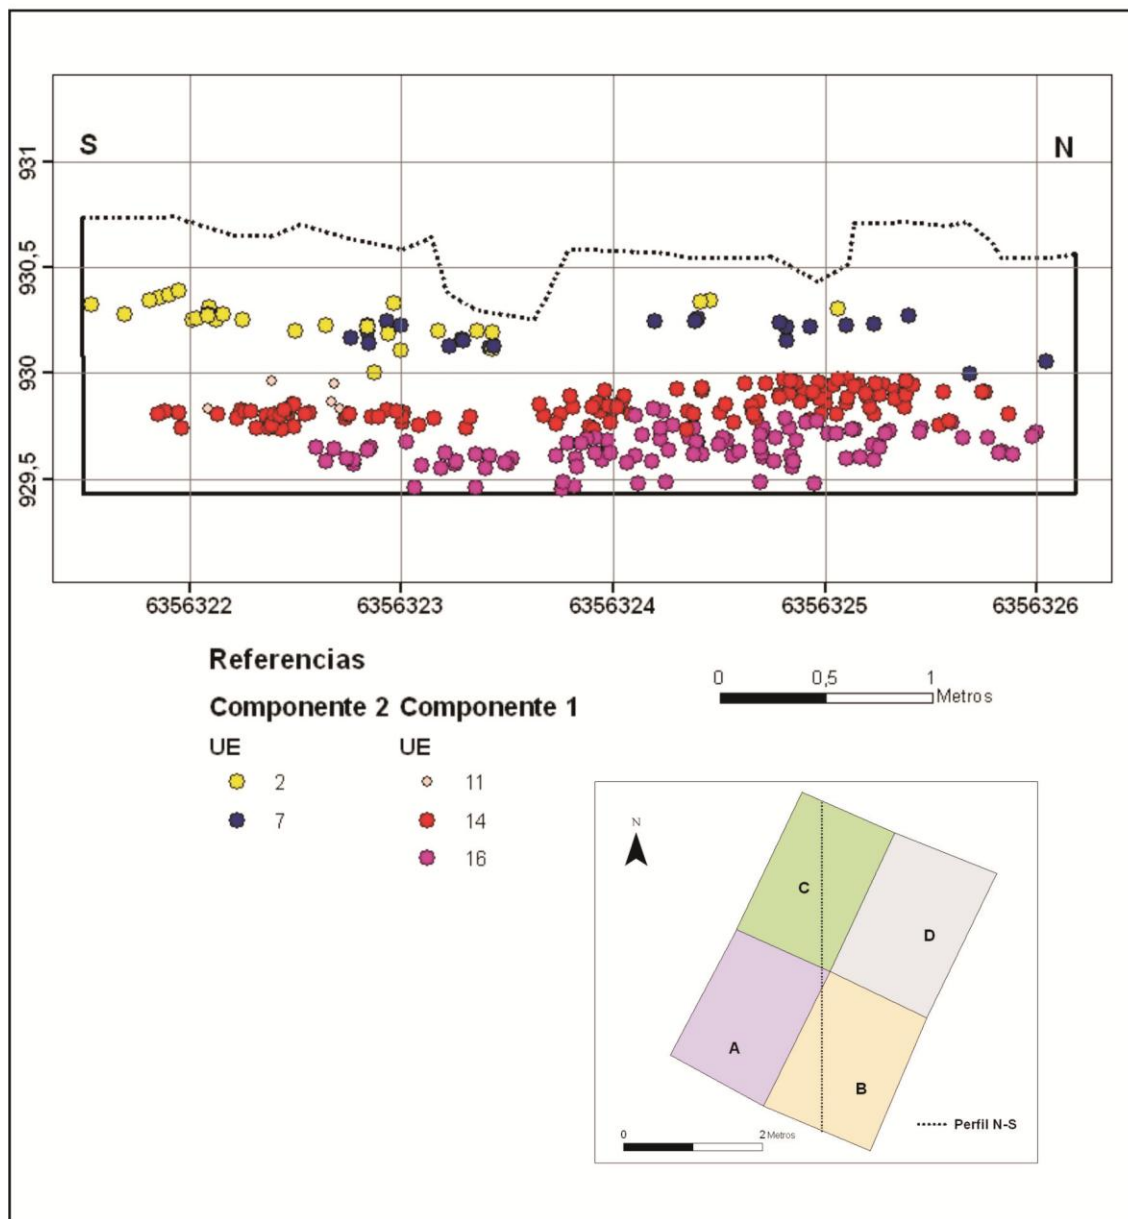 S N
931
930,5
930
929,5
6356322 6356323 6356324 6356325 6356326
Referencias
Componente 2 Componente 1
UE UE
2 11
7 14
16
0 0,5 1
Metros
N
C
D
A
B
Perfil N-S
0 2 Metros